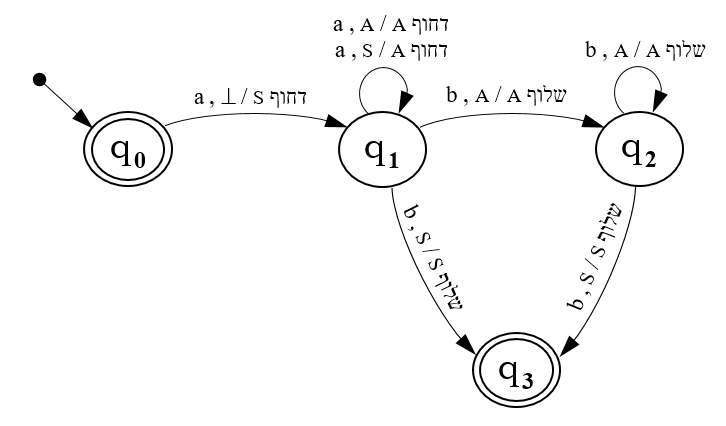 a , A / A דחוף
a , S / A דחוף
b , A / A שלוף
a , ⊥ / S דחוף
b , A / A שלוף
q0
q1
q2
b , S / S שלוף
b , S / S שלוף
q3